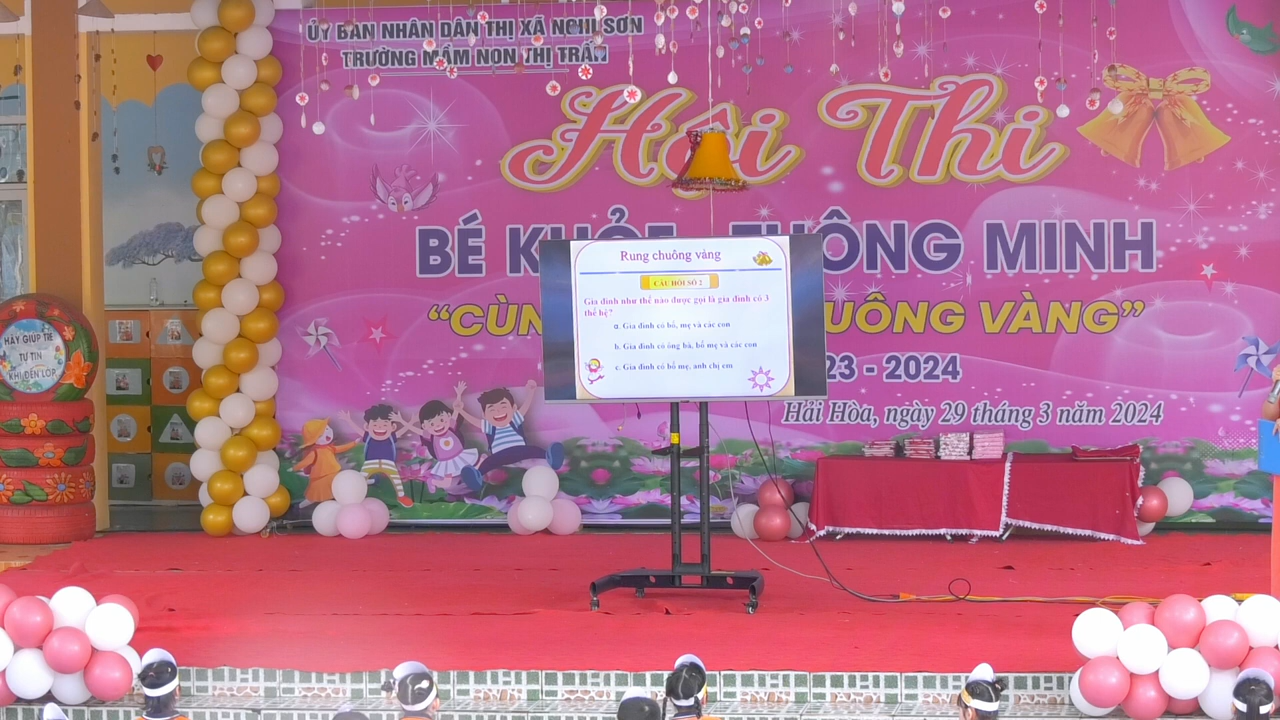 ỦY BAN NHÂN DÂN THỊ XÃ NGHI SƠN
TRƯỜNG MẦM NON THỊ TRẤN
Hội Thi
BÉ KHỎE THÔNG MINH
“CÙN UÔNG VÀNG”
23 - 2024
Hải Hòa, ngày 29 tháng 3 năm 2024
Rung chuông vàng
CÂU HỎI SỐ 2
Gia đình như thế nào được gọi là gia đình có 3
thế hệ?
a. Gia đình có bố, mẹ và các con
b. Gia đình có ông bà, bố mẹ và các con
c. Gia đình có bố mẹ, anh chị em
HÃY GIÚP
TỰ TIN
KHI ĐẾN LỚP